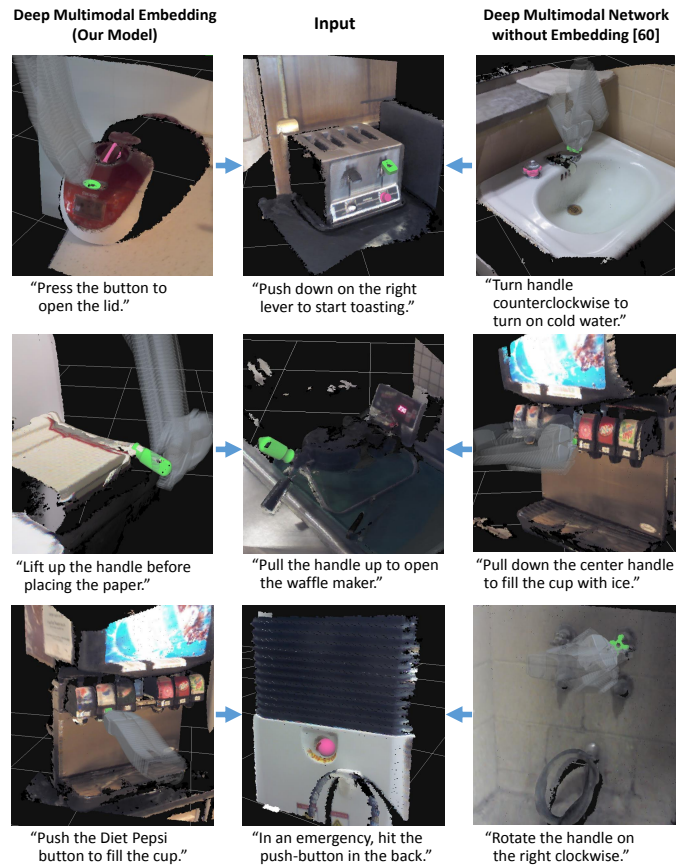 Deep Multimodal Embedding
(Our Model)
Input
Deep Multimodal Network
without Embedding [60]
“Press the button to
open the lid.”
“Push down on the right
lever to start toasting.”
“Turn handle
counterclockwise to
turn on cold water.”
“Lift up the handle before
placing the paper.”
“Pull the handle up to open
the waffle maker.”
“Pull down the center handle
to fill the cup with ice.”
“Push the Diet Pepsi
button to fill the cup.”
“In an emergency, hit the
push-button in the back.”
“Rotate the handle on
the right clockwise.”